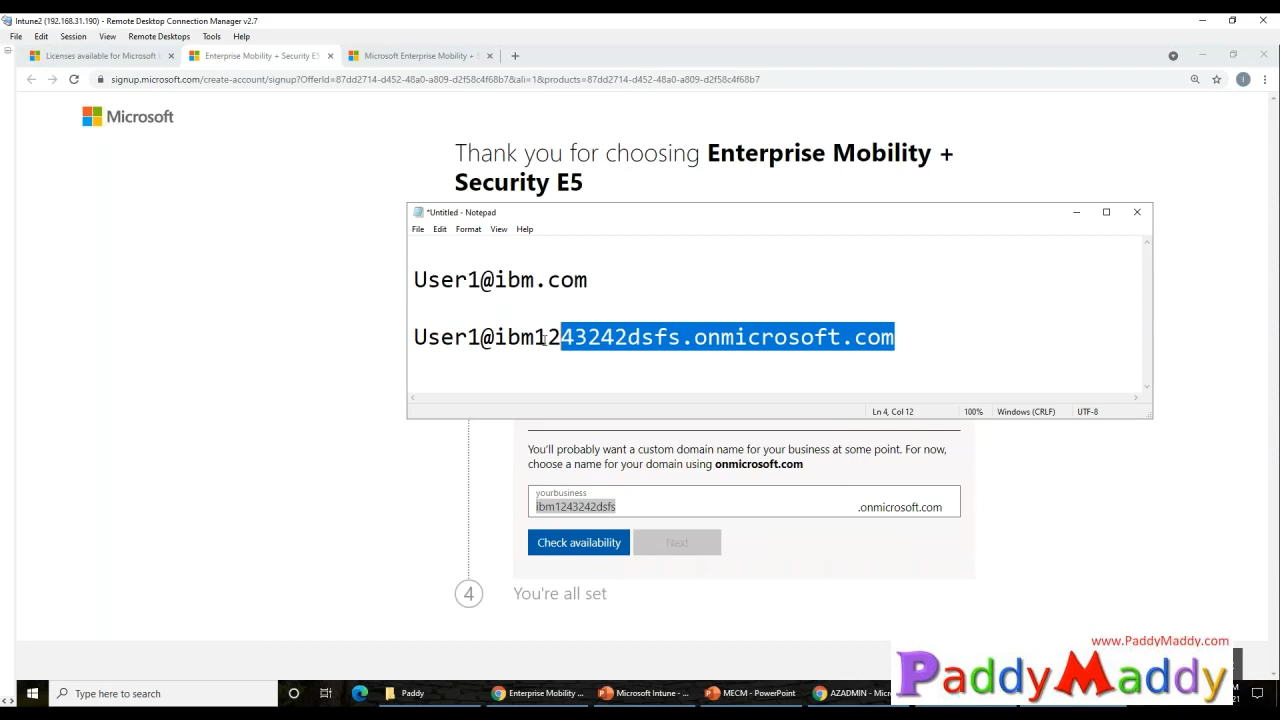 Intune2 (192.168.31.190) - Remote Desktop Connection Manager v2.7
File Edit Session View Remote Desktops Tools Help
Licenses available for Microsoft Enterprise Mobility + Security E5 Microsoft Enterprise Mobility + S
signup.microsoft.com/create-account/signup?OfferId=87dd2714-d452-48a0-a809-d2f58c4f68b7&ali=1&products=87dd2714-d452-48a0-a809-d2f58c4f68b7
Microsoft
Thank you for choosing Enterprise Mobility +
Security E5
*Untitled - Notepad
File Edit Format View Help
User1@ibm.com
User1@ibm1243242dsfs.onmicrosoft.com
Ln 4, Col 12 100% Windows (CRLF) UTF-8
You'll probably want a custom domain name for your business at some point. For now,
choose a name for your domain using onmicrosoft.com
yourbusiness
ibm1243242dsfs .onmicrosoft.com
Check availability Next
4 You're all set
www.PaddyMaddy.com
PaddyMaddy
Type here to search Paddy Enterprise Mobility ... Microsoft Intune - ... MECM - PowerPoint AZADMIN - Micr